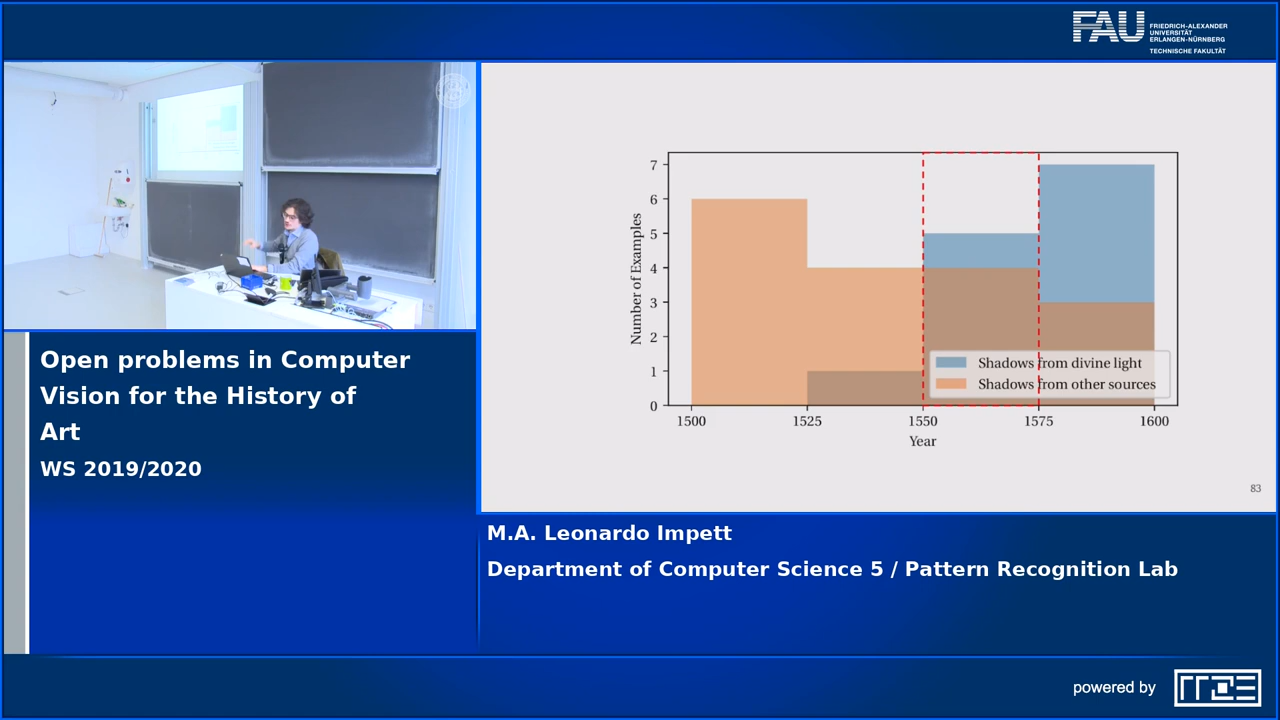 FAU
FRIEDRICH-ALEXANDER
UNIVERSITÄT
ERLANGEN-NÜRNBERG
TECHNISCHE FAKULTÄT
7
6
5
4
3
2
1
0
Number of Examples
Shadows from divine light
Shadows from other sources
1500 1525 1550 1575 1600
Year
83
Open problems in Computer
Vision for the History of
Art
WS 2019/2020
M.A. Leonardo Impett
Department of Computer Science 5 / Pattern Recognition Lab
powered by
RRZE